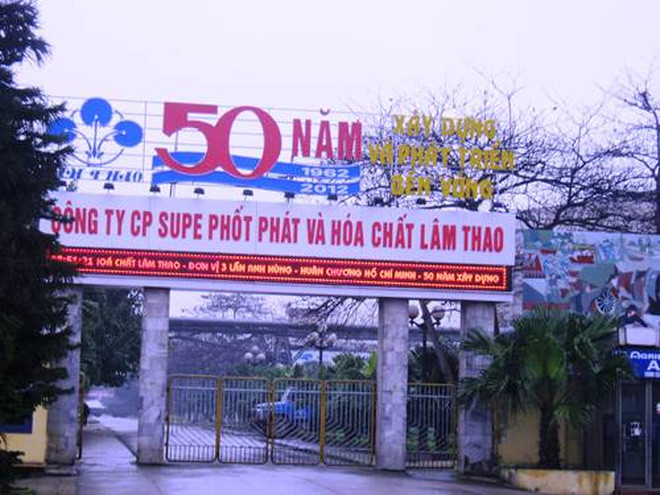 50 NĂM
1962
2012
XÂY DỰNG
VÀ PHÁT TRIỂN
BỀN VỮNG
CÔNG TY CP SUPE PHỐT PHÁT VÀ HÓA CHẤT LÂM THAO
HOÁ CHẤT LÂM THAO - ĐƠN VỊ 3 LẦN ANH HÙNG - HUÂN CHƯƠNG HỒ CHÍ MINH - 50 NĂM XÂY DỰNG